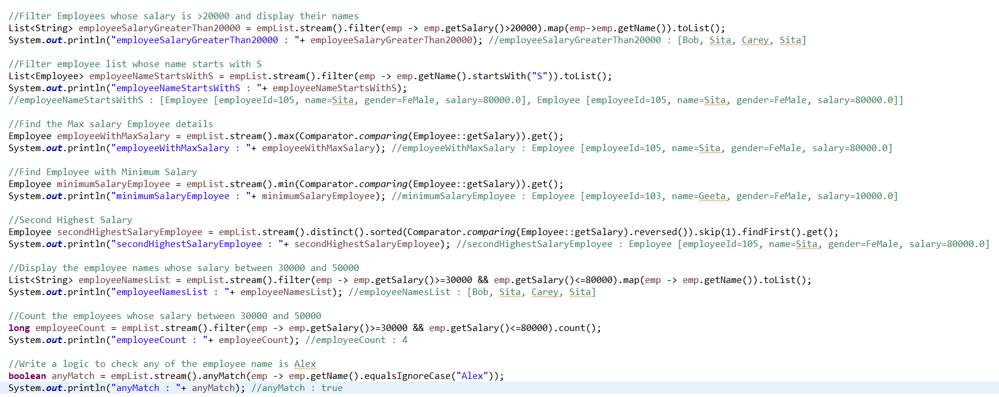 //Filter Employees whose salary is >20000 and display their names
List<String> employeeSalaryGreaterThan20000 = empList.stream().filter(emp -> emp.getSalary()>20000).map(emp->emp.getName()).toList();
System.out.println("employeeSalaryGreaterThan20000 : "+ employeeSalaryGreaterThan20000); //employeeSalaryGreaterThan20000 : [Bob, Sita, Carey, Sita]
//Filter employee list whose name starts with S
List<Employee> employeeNameStartsWithS = empList.stream().filter(emp -> emp.getName().startsWith("S")).toList();
System.out.println("employeeNameStartsWithS : "+ employeeNameStartsWithS);
//employeeNameStartsWithS : [Employee [employeeId=105, name=Sita, gender=FeMale, salary=80000.0], Employee [employeeId=105, name=Sita, gender=FeMale, salary=80000.0]]
//Find the Max salary Employee details
Employee employeeWithMaxSalary = empList.stream().max(Comparator.comparing(Employee::getSalary)).get();
System.out.println("employeeWithMaxSalary : "+ employeeWithMaxSalary); //employeeWithMaxSalary : Employee [employeeId=105, name=Sita, gender=FeMale, salary=80000.0]
//Find Employee with Minimum Salary
Employee minimumSalaryEmployee = empList.stream().min(Comparator.comparing(Employee::getSalary)).get();
System.out.println("minimumSalaryEmployee : "+ minimumSalaryEmployee); //minimumSalaryEmployee : Employee [employeeId=103, name=Geeta, gender=FeMale, salary=10000.0]
//Second Highest Salary
Employee secondHighestSalaryEmployee = empList.stream().distinct().sorted(Comparator.comparing(Employee::getSalary).reversed()).skip(1).findFirst().get();
System.out.println("secondHighestSalaryEmployee : "+ secondHighestSalaryEmployee); //secondHighestSalaryEmployee : Employee [employeeId=105, name=Sita, gender=FeMale, salary=80000.0]
//Display the employee names whose salary between 30000 and 50000
List<String> employeeNamesList = empList.stream().filter(emp -> emp.getSalary()>=30000 && emp.getSalary()<=80000).map(emp -> emp.getName()).toList();
System.out.println("employeeNamesList : "+ employeeNamesList); //employeeNamesList : [Bob, Sita, Carey, Sita]
//Count the employees whose salary between 30000 and 50000
long employeeCount = empList.stream().filter(emp -> emp.getSalary()>=30000 && emp.getSalary()<=80000).count();
System.out.println("employeeCount : "+ employeeCount); //employeeCount : 4
//Write a logic to check any of the employee name is Alex
boolean anyMatch = empList.stream().anyMatch(emp -> emp.getName().equalsIgnoreCase("Alex"));
System.out.println("anyMatch : "+ anyMatch); //anyMatch : true